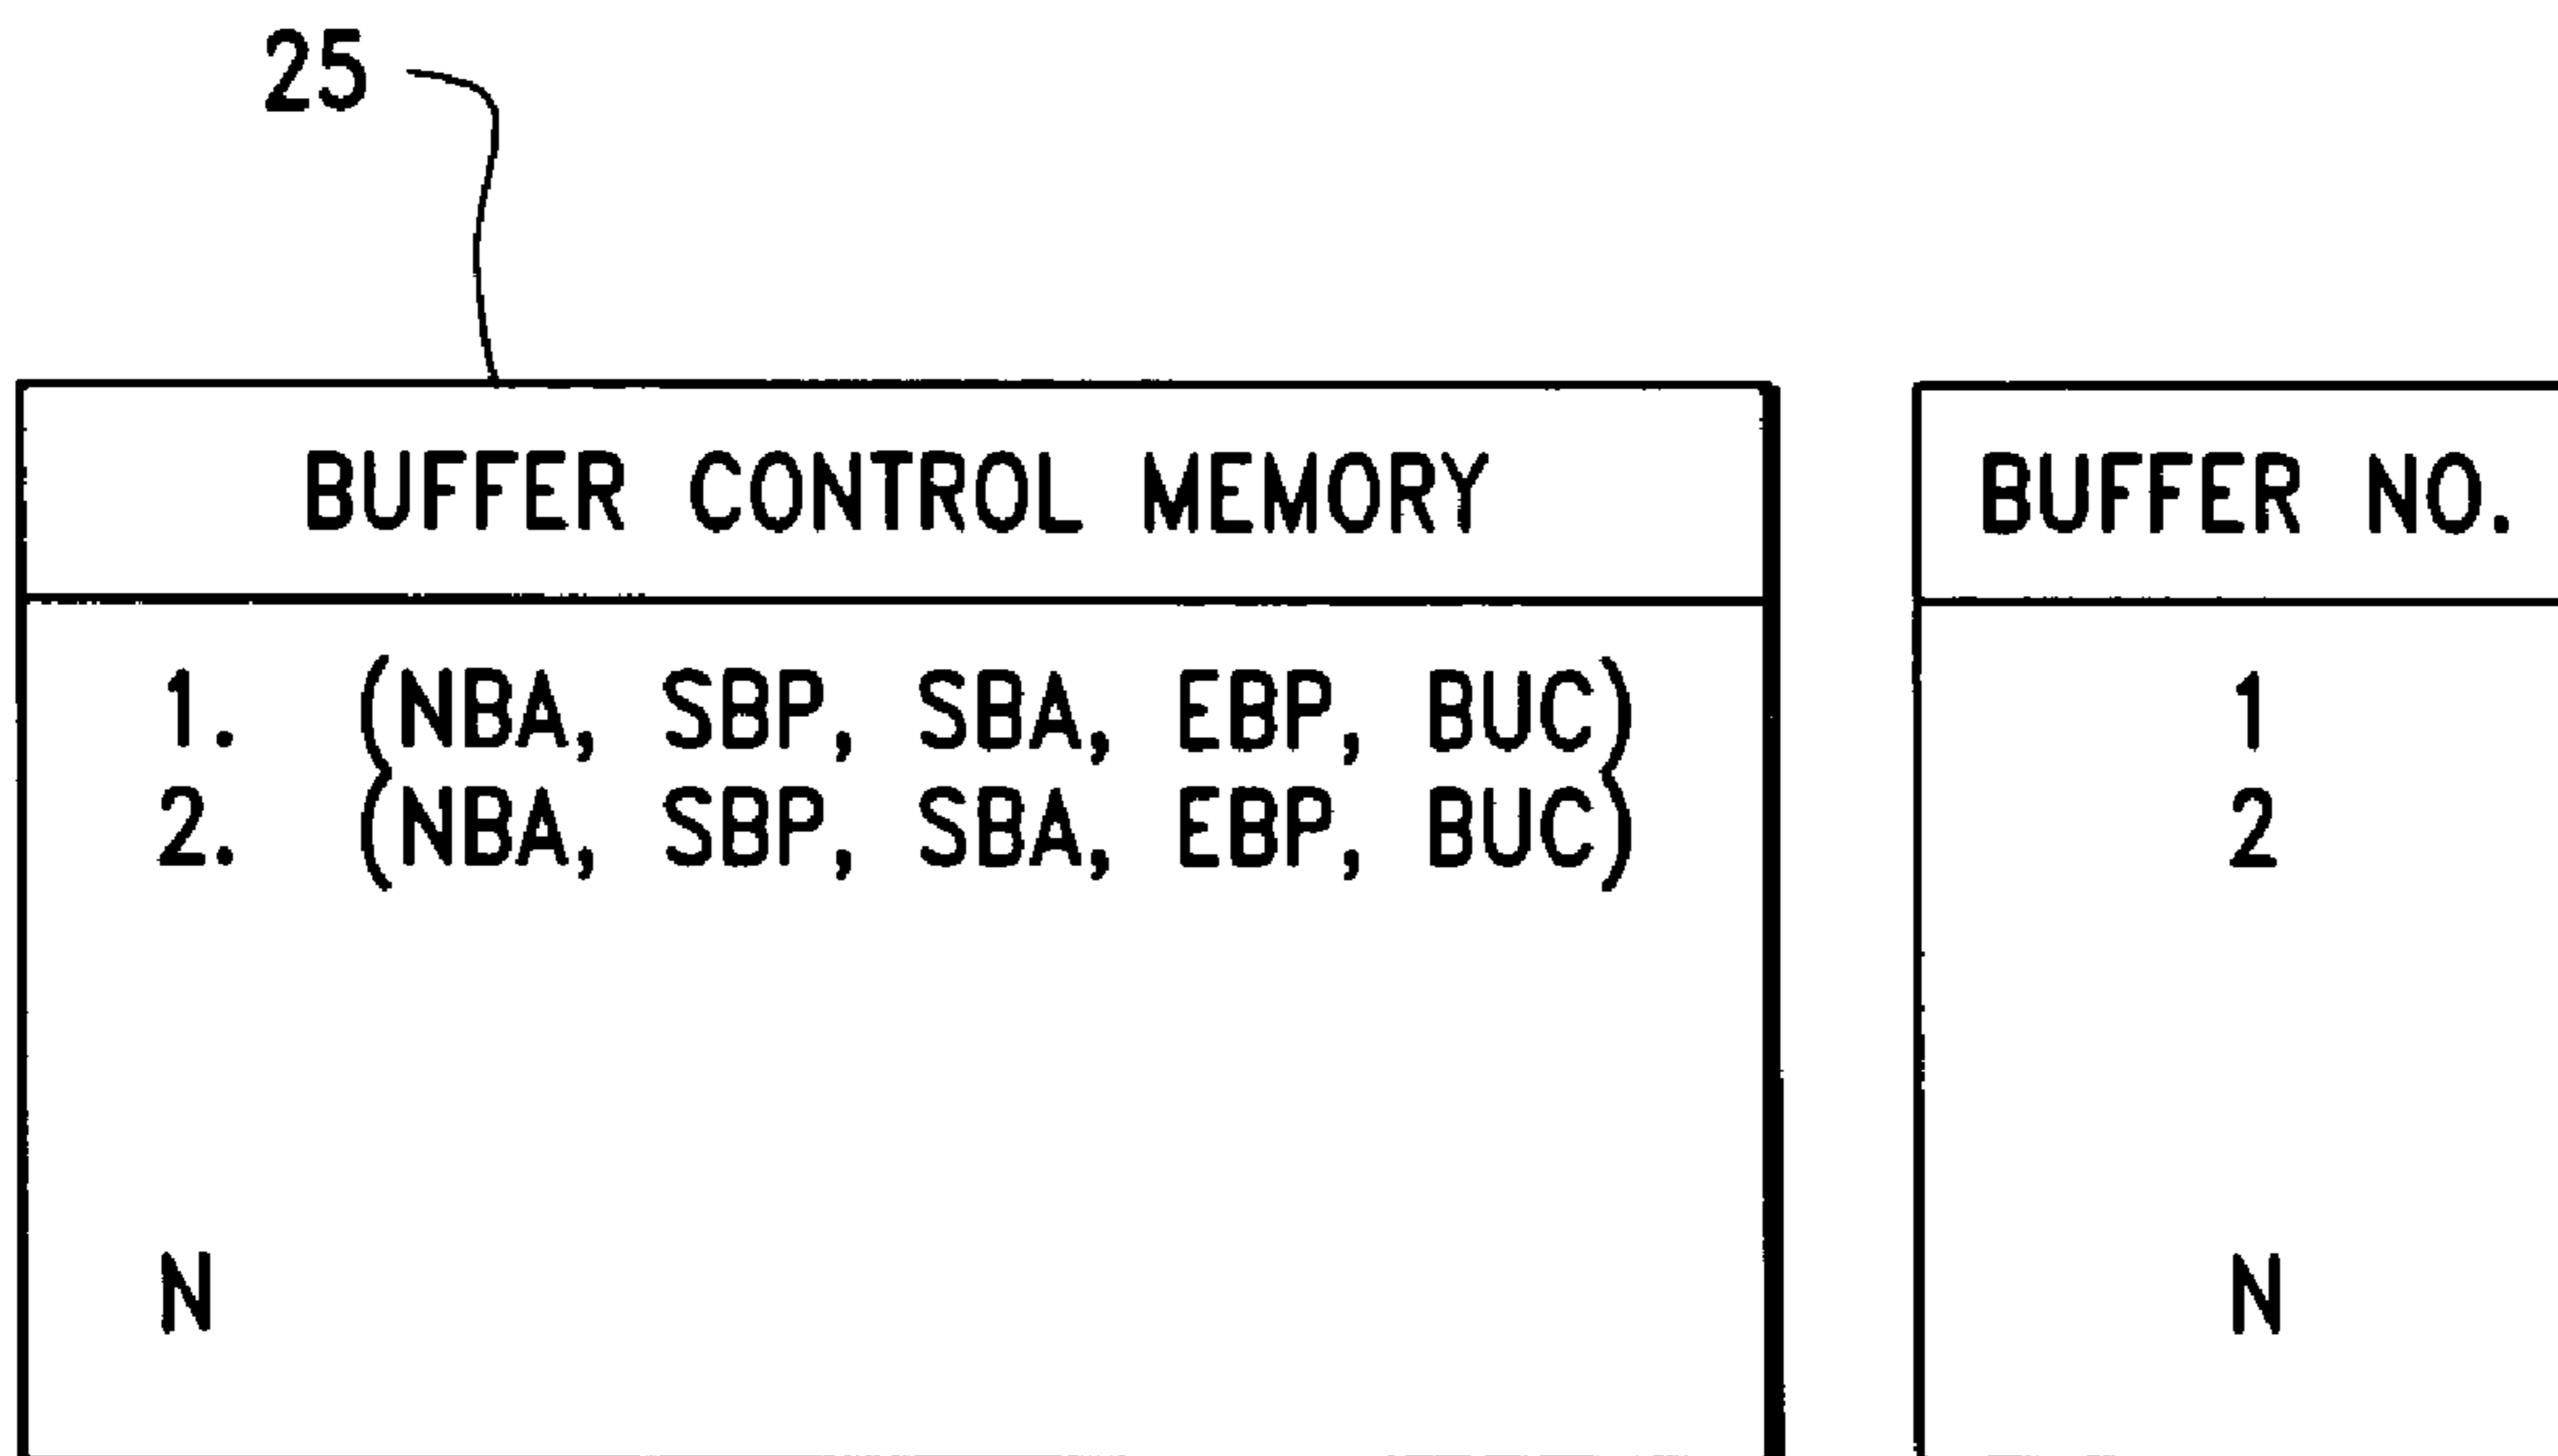 25
BUFFER CONTROL MEMORY
1. (NBA, SBP, SBA, EBP, BUC)
2. (NBA, SBP, SBA, EBP, BUC)
N
BUFFER NO.
1
2
N